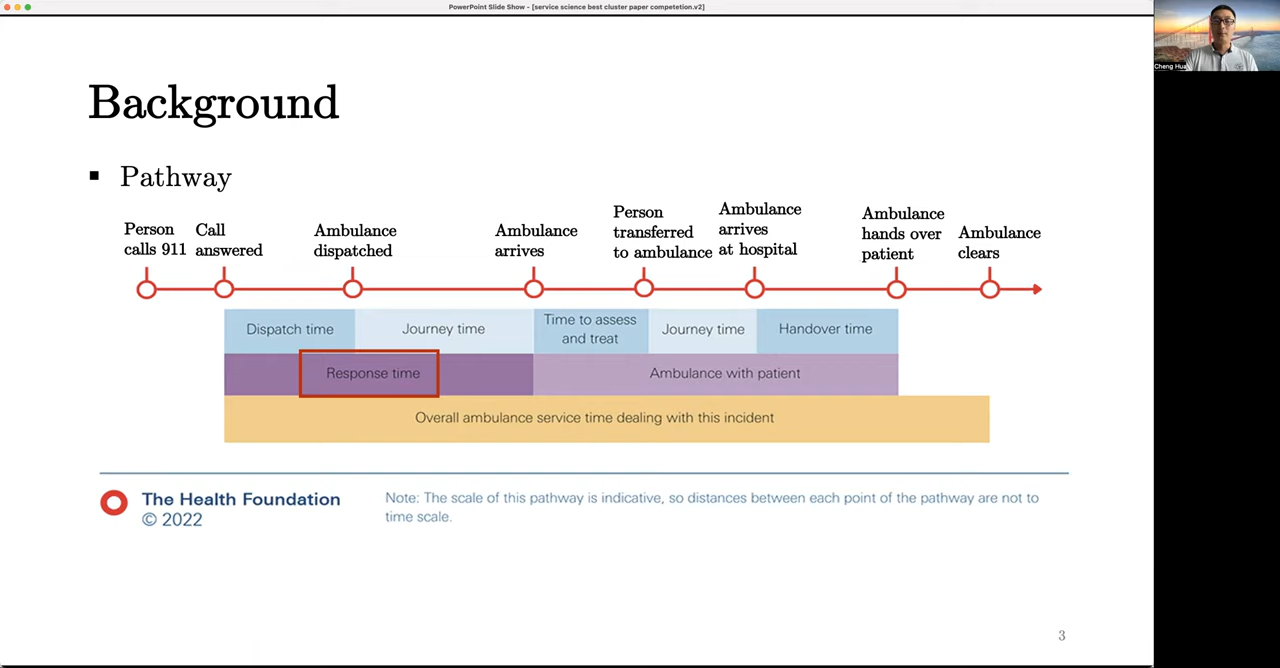 PowerPoint Slide Show - [service science best cluster paper competetion.v2]
Cheng Hua
Background
▪ Pathway
Person
calls 911
Call
answered
Ambulance
dispatched
Ambulance
arrives
Person
transferred
to ambulance
Ambulance
arrives
at hospital
Ambulance
hands over
patient
Ambulance
clears
Dispatch time
Journey time
Time to assess
and treat
Journey time
Handover time
Response time
Ambulance with patient
Overall ambulance service time dealing with this incident
The Health Foundation
© 2022
Note: The scale of this pathway is indicative, so distances between each point of the pathway are not to
time scale.
3